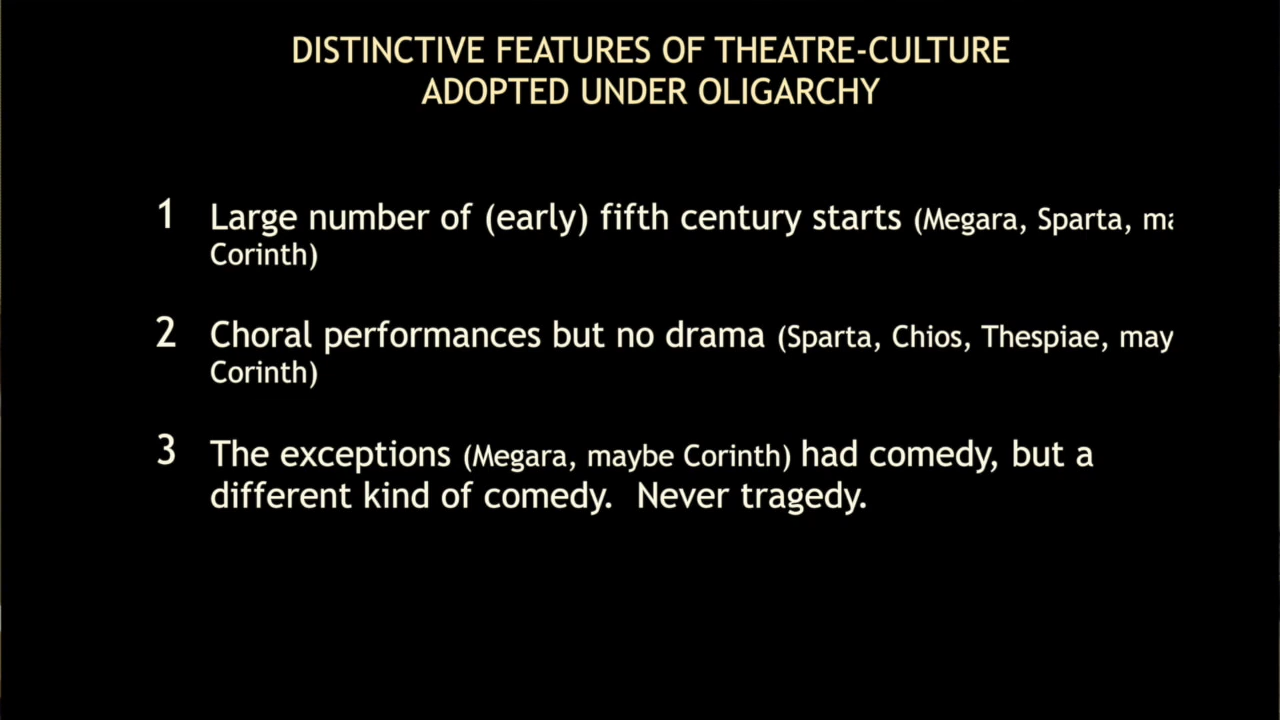 DISTINCTIVE FEATURES OF THEATRE-CULTURE
ADOPTED UNDER OLIGARCHY
1 Large number of (early) fifth century starts (Megara, Sparta, ma
Corinth)
2 Choral performances but no drama (Sparta, Chios, Thespiae, may
Corinth)
3 The exceptions (Megara, maybe Corinth) had comedy, but a
different kind of comedy. Never tragedy.